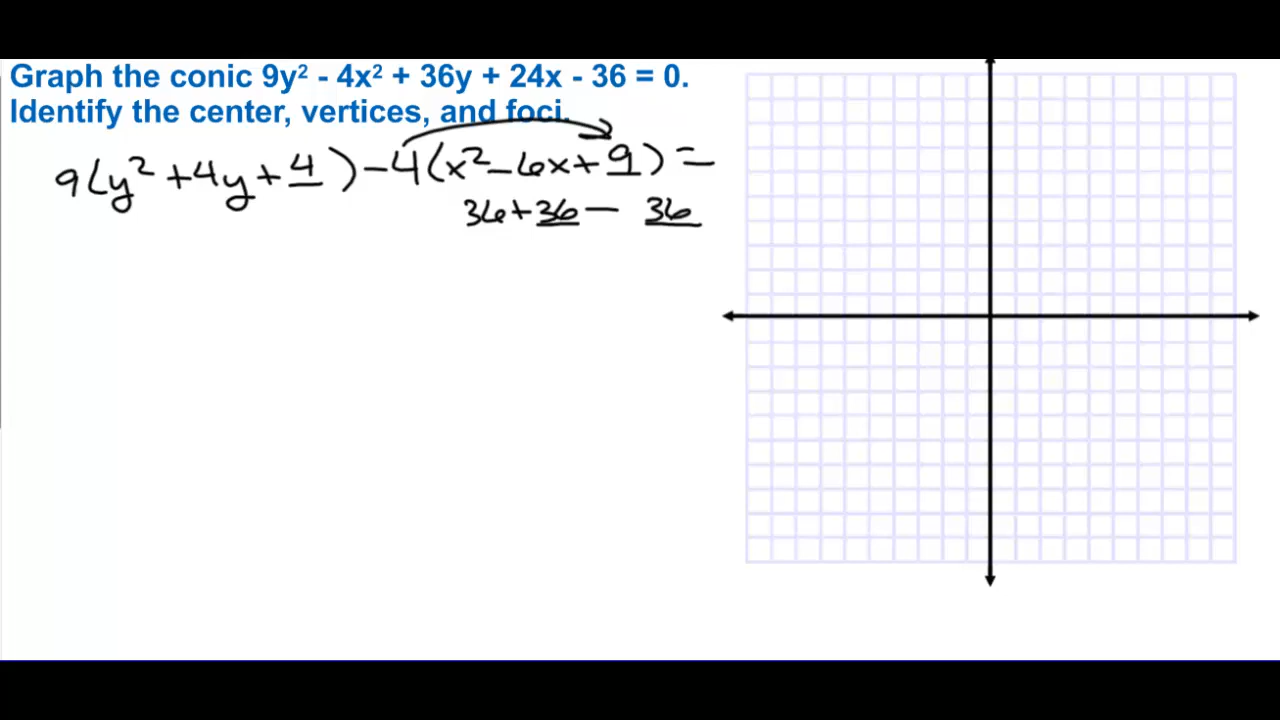 Graph the conic 9y² - 4x² + 36y + 24x - 36 = 0.
Identify the center, vertices, and foci.
9(y² + 4y + 4) - 4(x² - 6x + 9) =
36 + 36 - 36